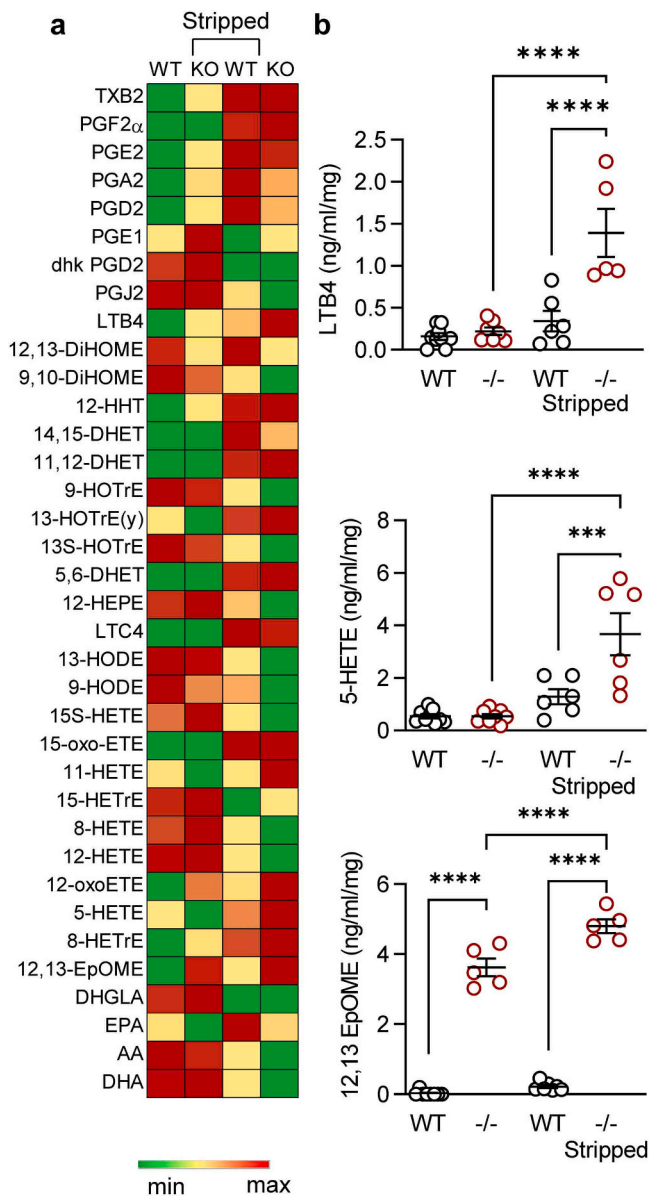 a
Stripped
WT KO WT KO
TXB2
PGF2α
PGE2
PGA2
PGD2
PGE1
dhk PGD2
PGJ2
LTB4
12,13-DiHOME
9,10-DiHOME
12-HHT
14,15-DHET
11,12-DHET
9-HOTrE
13-HOTrE(y)
13S-HOTrE
5,6-DHET
12-HEPE
LTC4
13-HODE
9-HODE
15S-HETE
15-oxo-ETE
11-HETE
15-HETrE
8-HETE
12-HETE
12-oxoETE
5-HETE
8-HETrE
12,13-EpOME
DHGLA
EPA
AA
DHA
min max
b
****
****
LTB4 (ng/ml/mg)
2.5
2.0
1.5
1.0
0.5
0.0
WT -/- WT -/-
Stripped
****
***
5-HETE (ng/ml/mg)
8
6
4
2
0
WT -/- WT -/-
Stripped
****
**** ****
12,13 EpOME (ng/ml/mg)
6
4
2
0
WT -/- WT -/-
Stripped